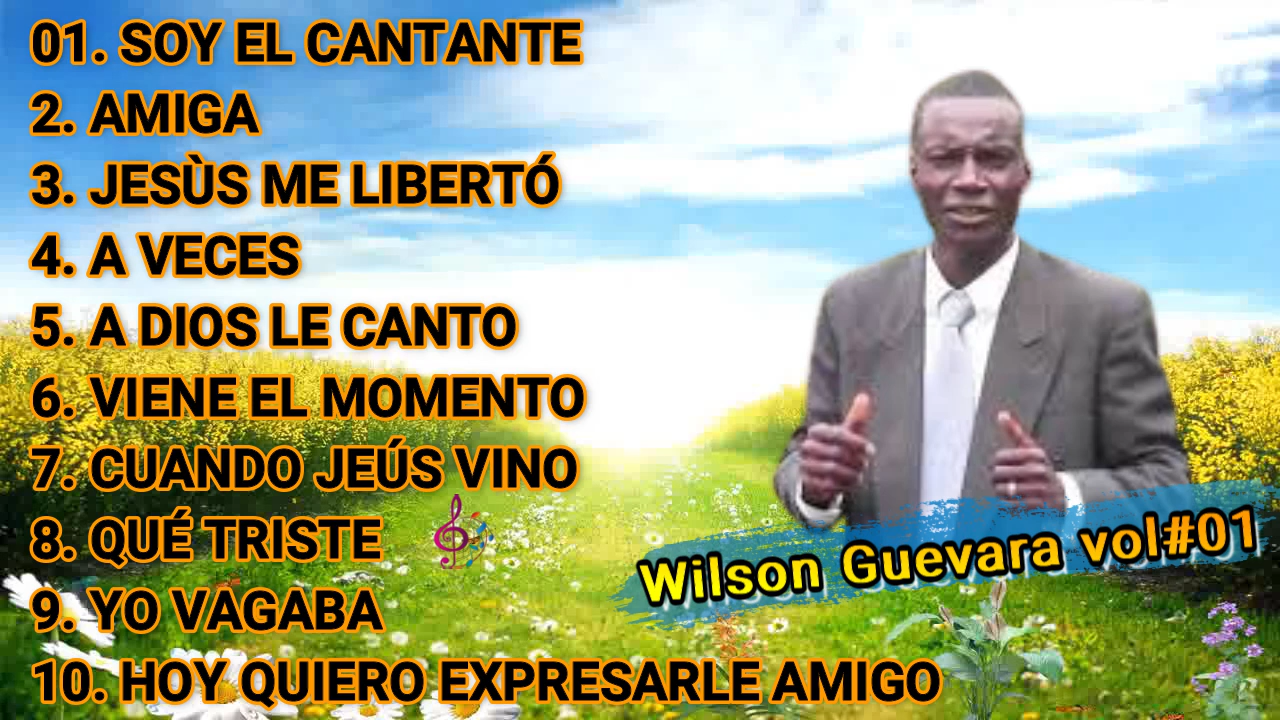 01. SOY EL CANTANTE
2. AMIGA
3. JESÙS ME LIBERTÓ
4. A VECES
5. A DIOS LE CANTO
6. VIENE EL MOMENTO
7. CUANDO JEÚS VINO
8. QUÉ TRISTE
9. YO VAGABA
10. HOY QUIERO EXPRESARLE AMIGO
Wilson Guevara vol#01